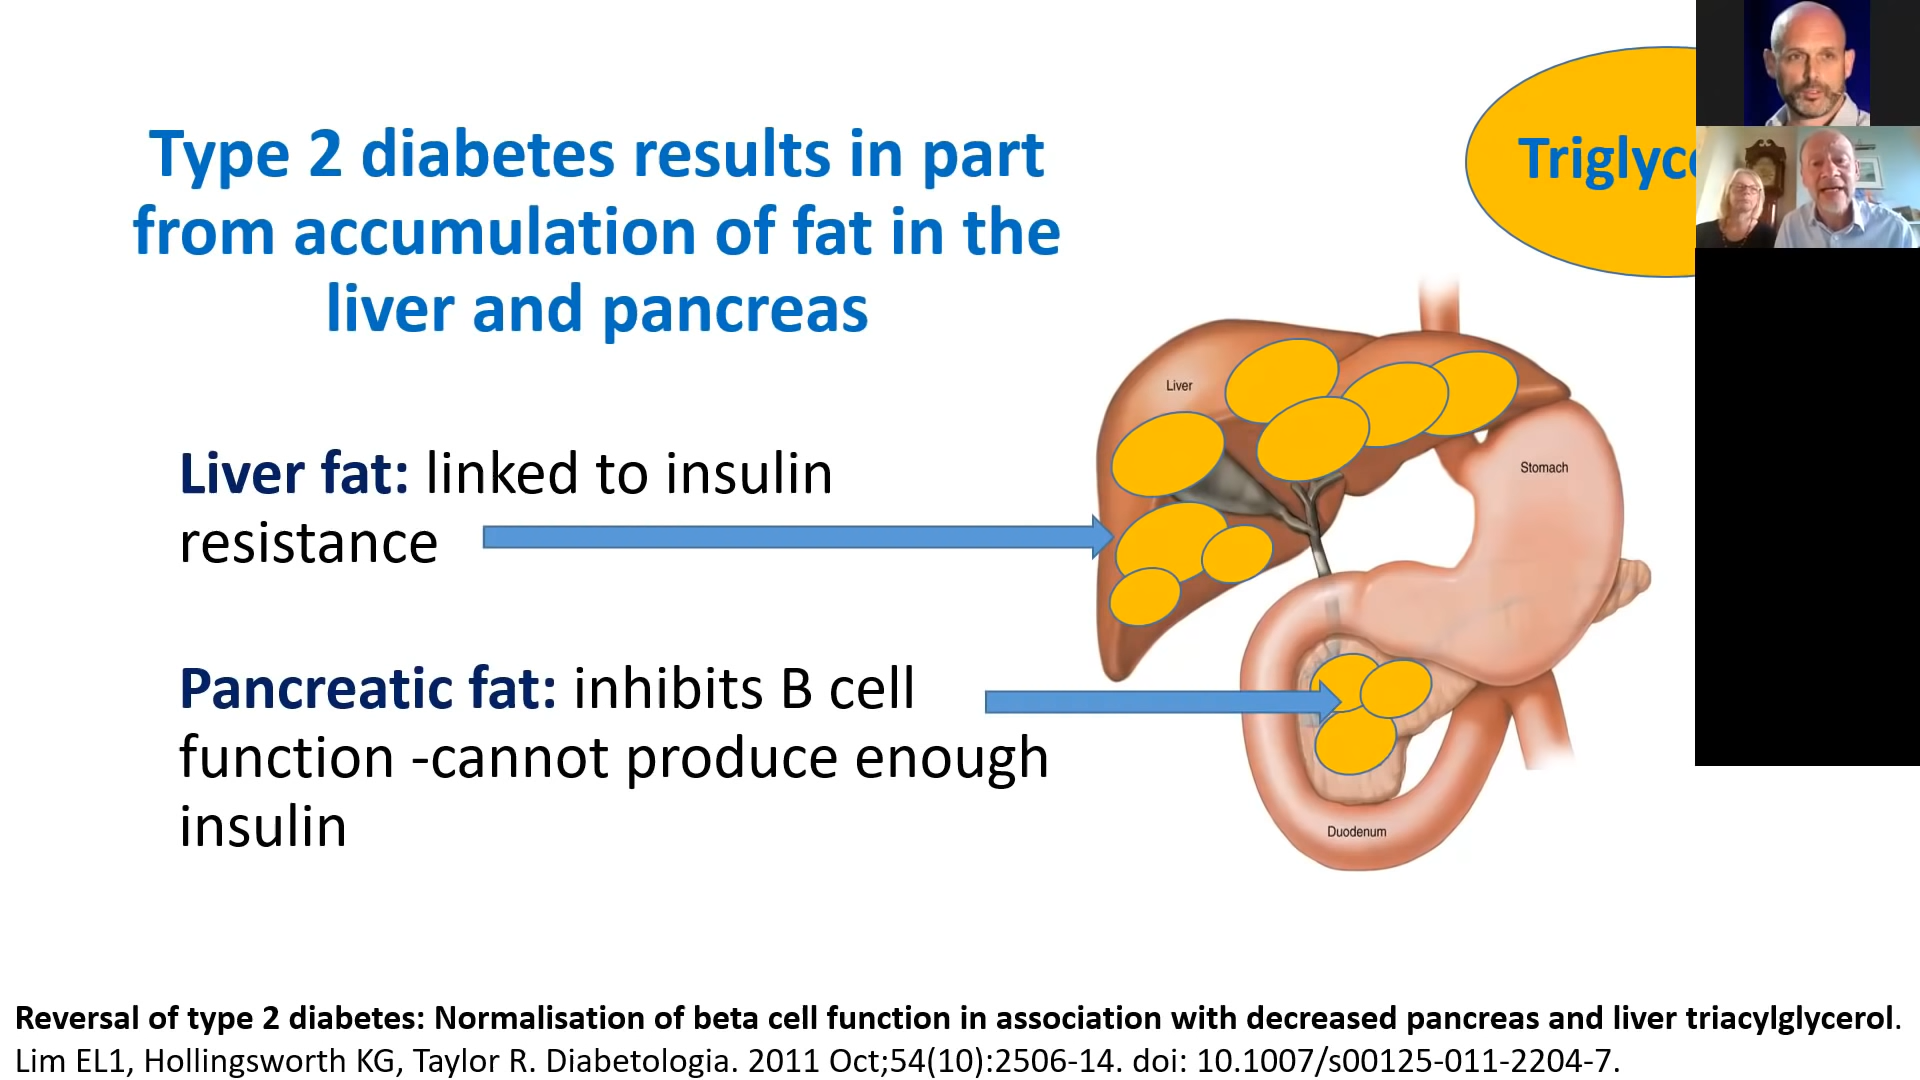 Type 2 diabetes results in part
from accumulation of fat in the
liver and pancreas
Triglyc
Liver
Stomach
Liver fat: linked to insulin
resistance
Pancreatic fat: inhibits B cell
function -cannot produce enough
insulin
Duodenum
Reversal of type 2 diabetes: Normalisation of beta cell function in association with decreased pancreas and liver triacylglycerol.
Lim EL1, Hollingsworth KG, Taylor R. Diabetologia. 2011 Oct;54(10):2506-14. doi: 10.1007/s00125-011-2204-7.